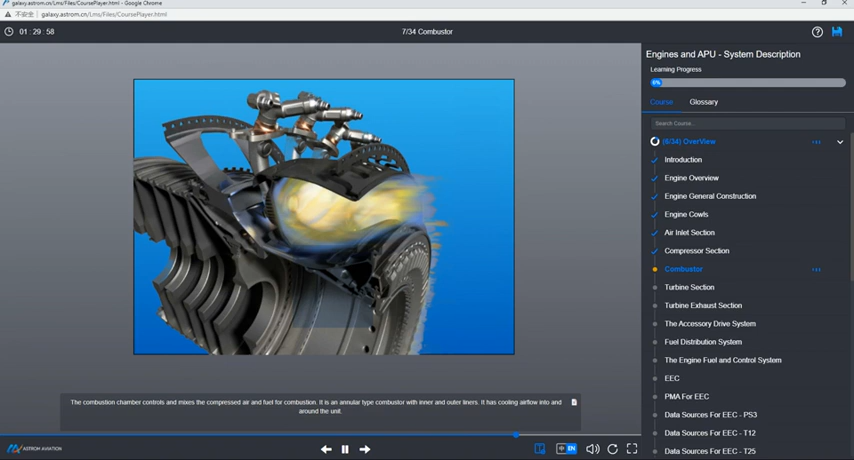 galaxy.astrom.cn/Lms/Files/CoursePlayer.html - Google Chrome
不安全 | galaxy.astrom.cn/Lms/Files/CoursePlayer.html
01 : 29 : 58
7/34 Combustor
Engines and APU - System Description
Learning Progress
6%
Course Glossary
Search Course...
(6/34) OverView
Introduction
Engine Overview
Engine General Construction
Engine Cowls
Air Inlet Section
Compressor Section
Combustor
Turbine Section
Turbine Exhaust Section
The Accessory Drive System
Fuel Distribution System
The Engine Fuel and Control System
EEC
PMA For EEC
Data Sources For EEC - PS3
Data Sources For EEC - T12
Data Sources For EEC - T25
The combustion chamber controls and mixes the compressed air and fuel for combustion. It is an annular type combustor with inner and outer liners. It has cooling airflow into and
around the unit.
ASTROM AVIATION
中 EN